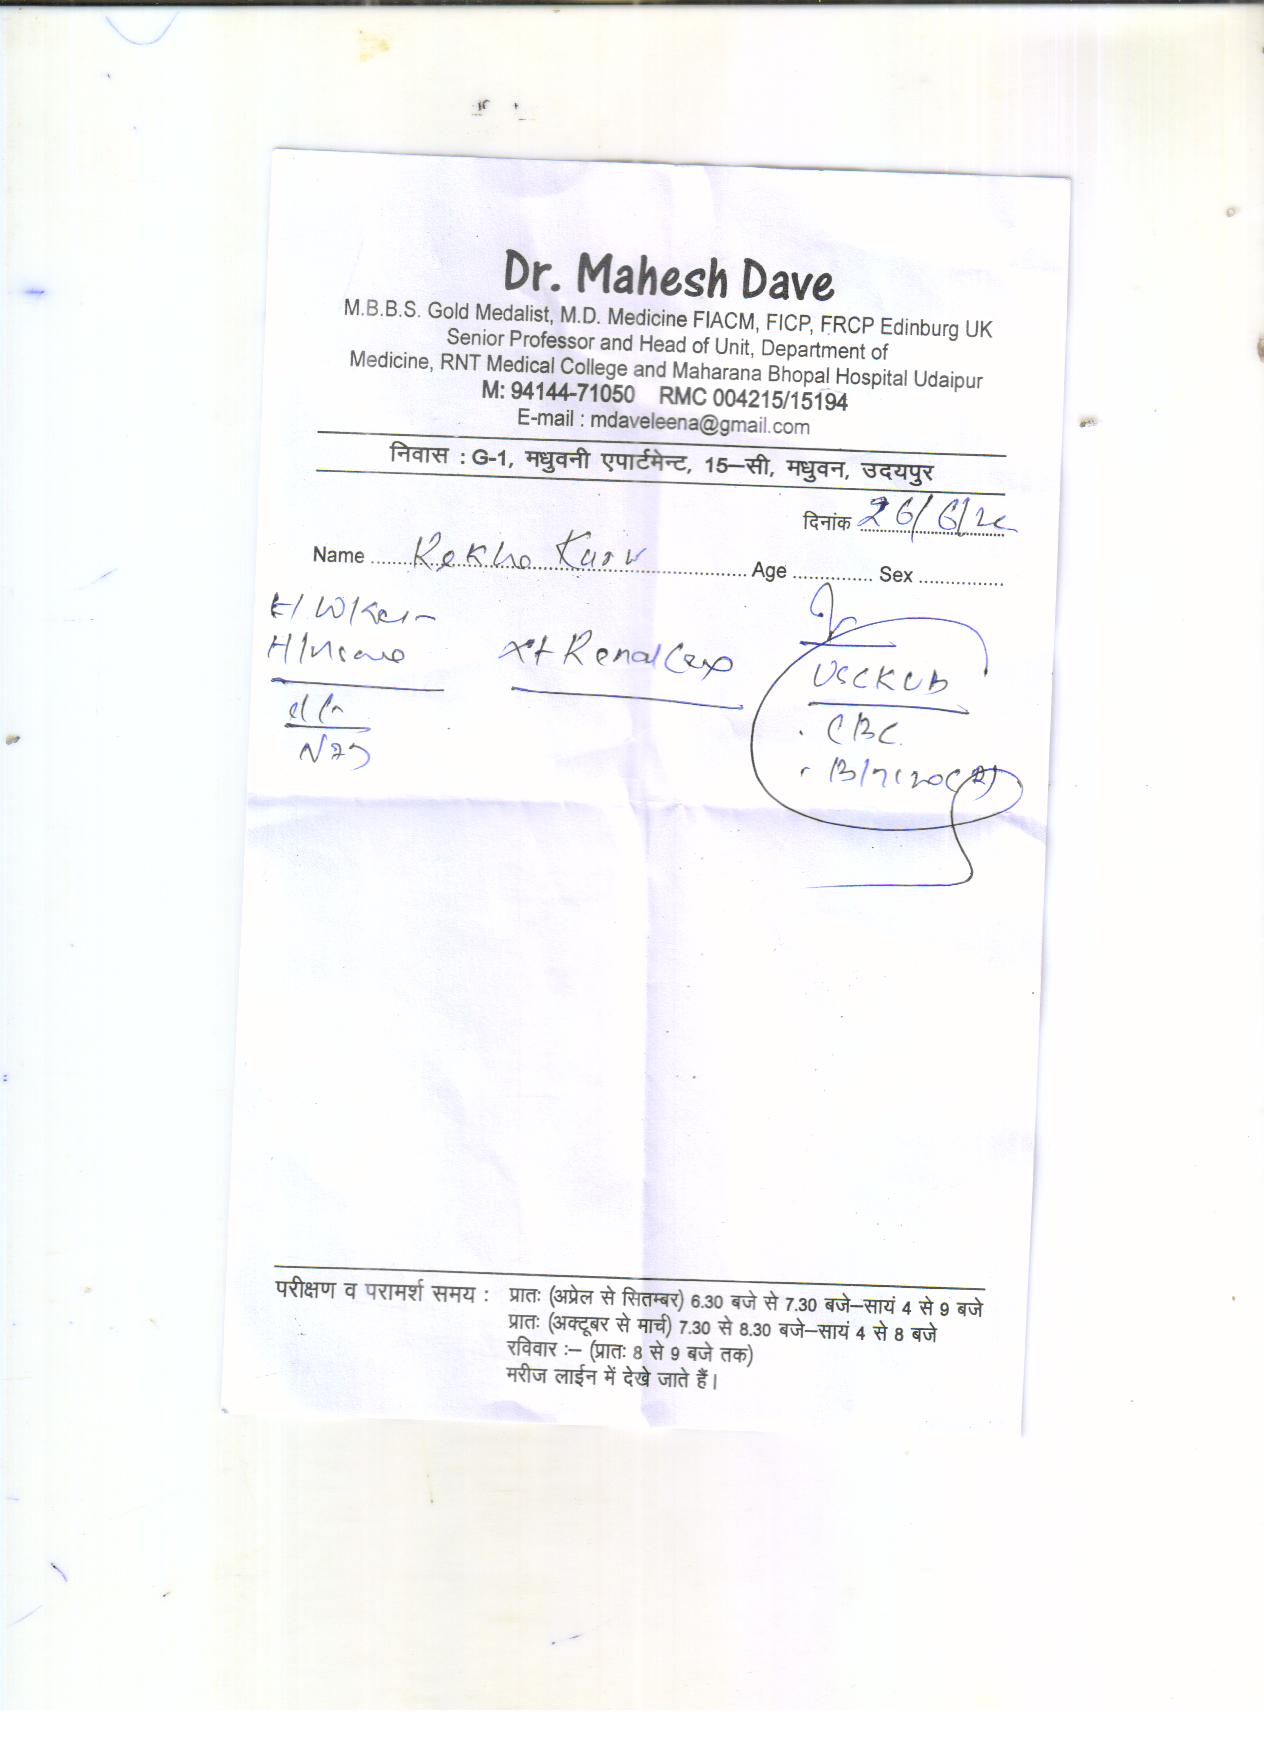 Dr. Mahesh Dave
M.B.B.S. Gold Medalist, M.D. Medicine FIACM, FICP, FRCP Edinburg UK
Senior Professor and Head of Unit, Department of
Medicine, RNT Medical College and Maharana Bhopal Hospital Udaipur
M: 94144-71050 RMC 004215/15194
E-mail : mdaveleena@gmail.com
निवास : G-1, मधुवनी एपार्टमेन्ट, 15–सी, मधुवन, उदयपुर
दिनांक 26/6/
Name Rekha Age Sex
Renal
CBC
परीक्षण व परामर्श समय : प्रातः (अप्रेल से सितम्बर) 6.30 बजे से 7.30 बजे–सायं 4 से 9 बजे
प्रातः (अक्टूबर से मार्च) 7.30 से 8.30 बजे–सायं 4 से 8 बजे
रविवार :– (प्रातः 8 से 9 बजे तक)
मरीज लाईन में देखे जाते हैं।